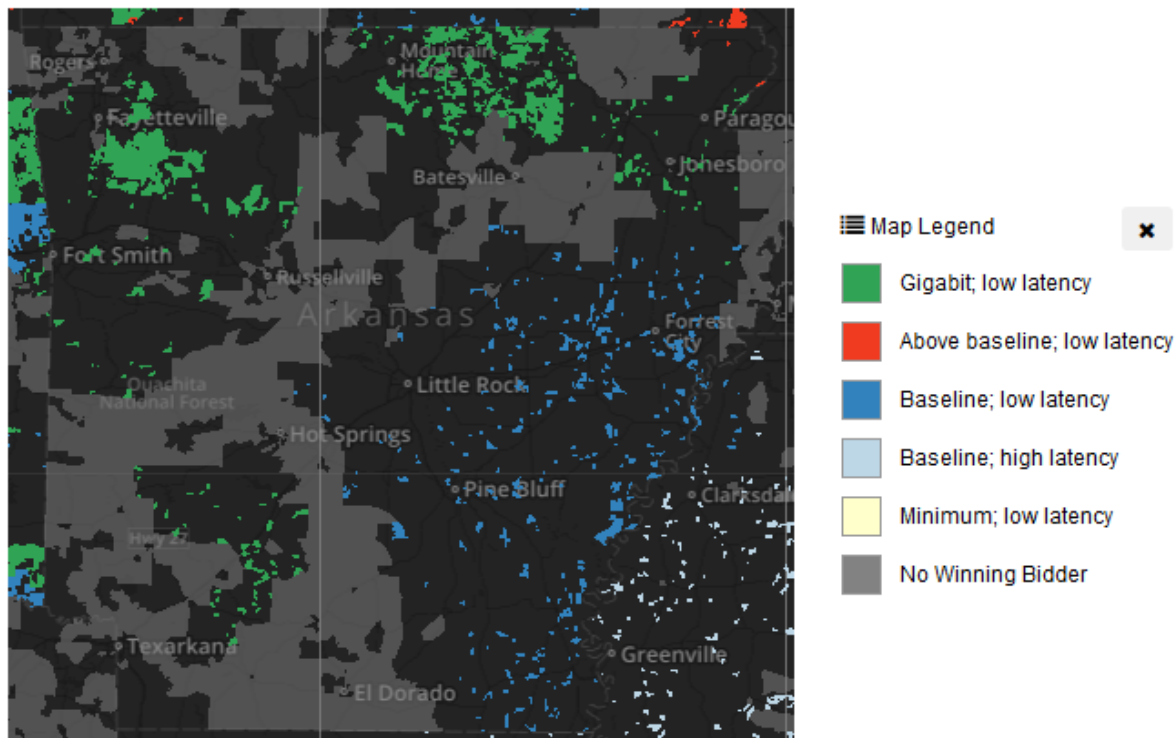 Mountain
Home
Rogers
Fayetteville
Paragou
Jonesboro
Batesville
Fort Smith
Russellville
Arkansas
Forrest
City
Little Rock
Ouachita
National Forest
Hot Springs
Pine Bluff
Clarksdale
Hwy 27
Texarkana
Greenville
El Dorado
Map Legend
Gigabit; low latency
Above baseline; low latency
Baseline; low latency
Baseline; high latency
Minimum; low latency
No Winning Bidder